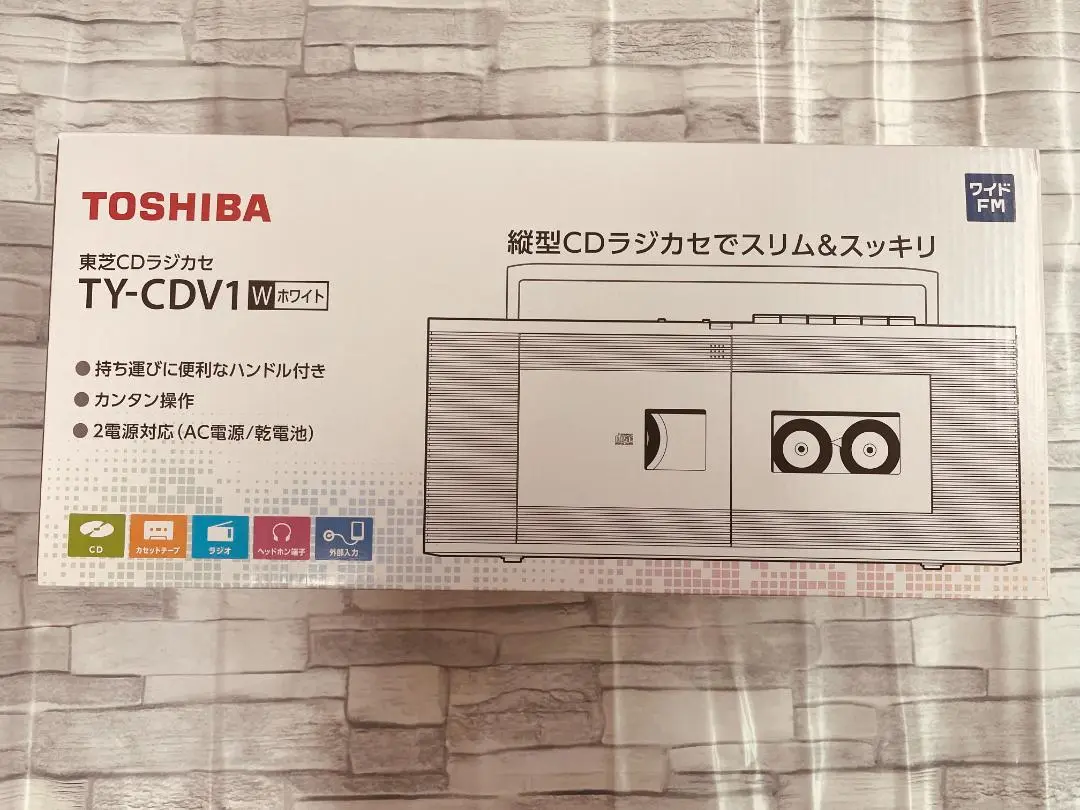 TOSHIBA
ワイド
FM
縦型CDラジカセでスリム&スッキリ
東芝CDラジカセ
TY-CDV1 W ホワイト
●持ち運びに便利なハンドル付き
●カンタン操作
●2電源対応(AC電源/乾電池)
CD
カセットテープ
ラジオ
ヘッドホン端子
外部入力